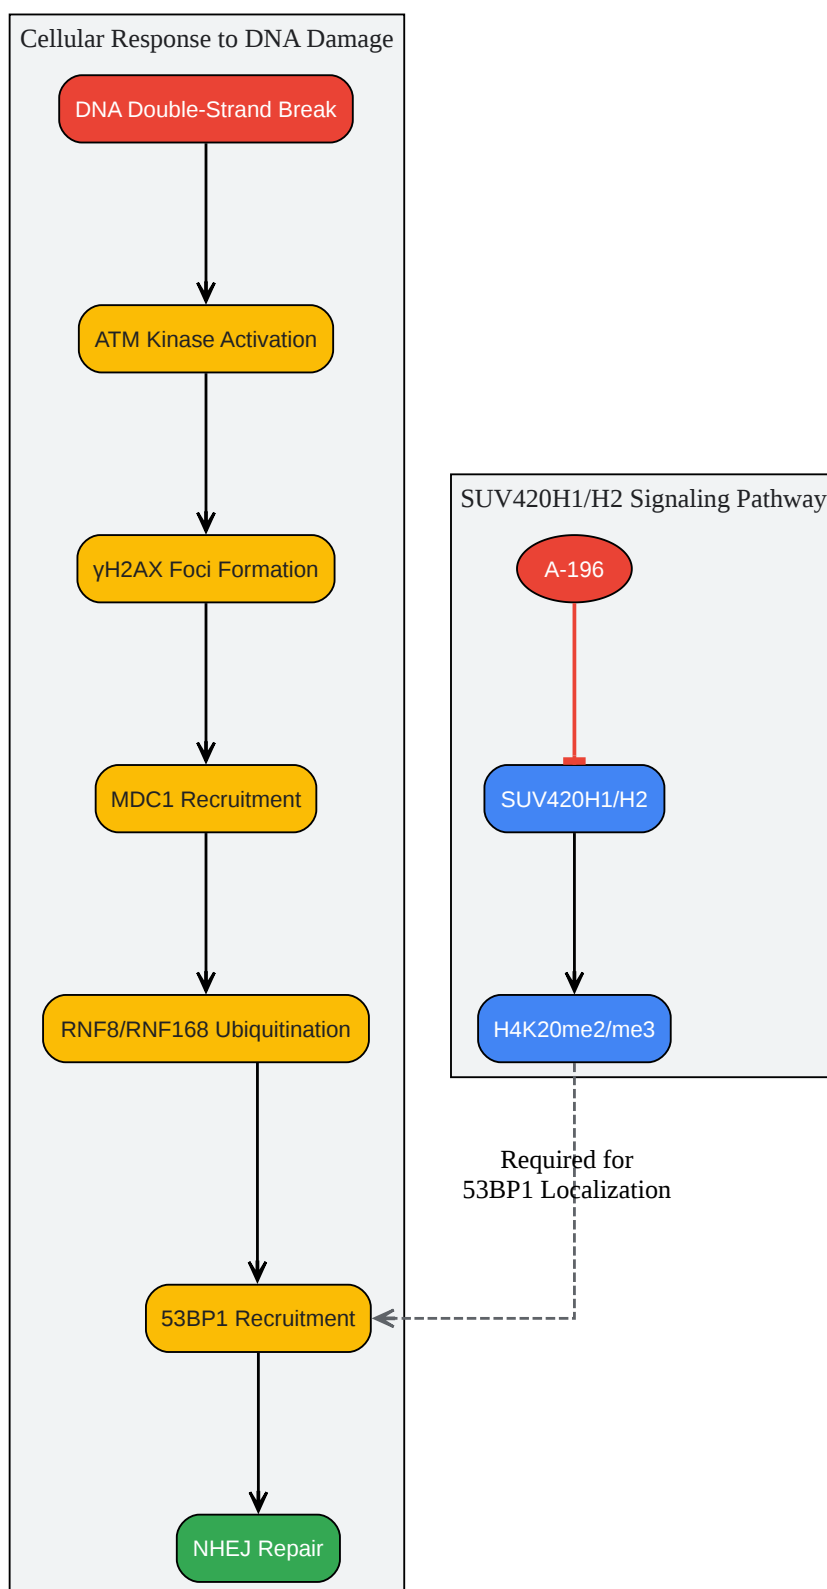 Cellular Response to DNA Damage
DNA Double-Strand Break
ATM Kinase Activation
γH2AX Foci Formation
MDC1 Recruitment
RNF8/RNF168 Ubiquitination
53BP1 Recruitment
NHEJ Repair
SUV420H1/H2 Signaling Pathway
A-196
SUV420H1/H2
H4K20me2/me3
Required for
53BP1 Localization